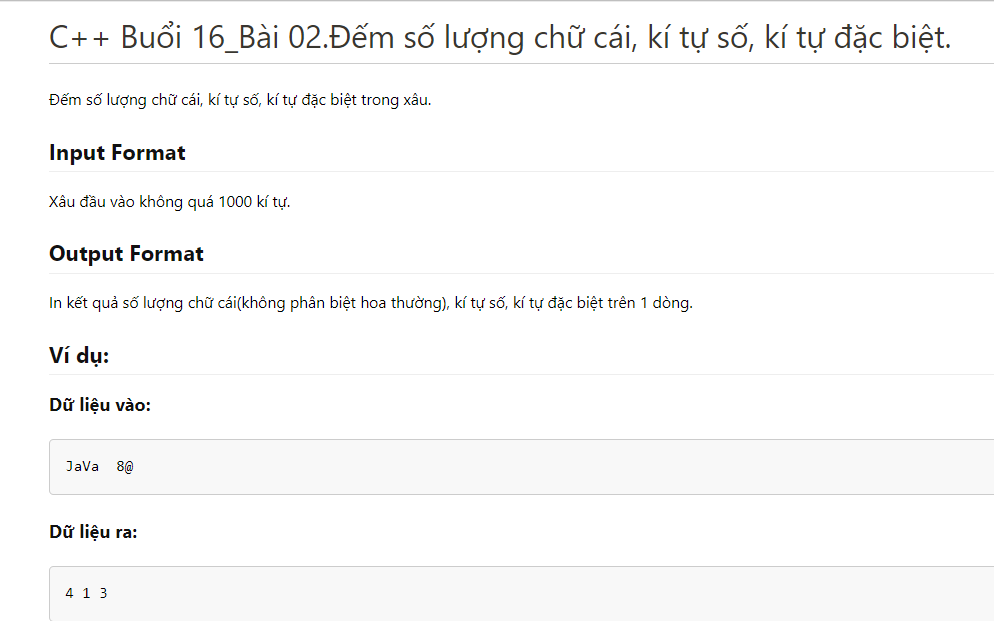 C++ Buổi 16_Bài 02.Đếm số lượng chữ cái, kí tự số, kí tự đặc biệt.
Đếm số lượng chữ cái, kí tự số, kí tự đặc biệt trong xâu.
Input Format
Xâu đầu vào không quá 1000 kí tự.
Output Format
In kết quả số lượng chữ cái(không phân biệt hoa thường), kí tự số, kí tự đặc biệt trên 1 dòng.
Ví dụ:
Dữ liệu vào:
JaVa  8@
Dữ liệu ra:
4 1 3